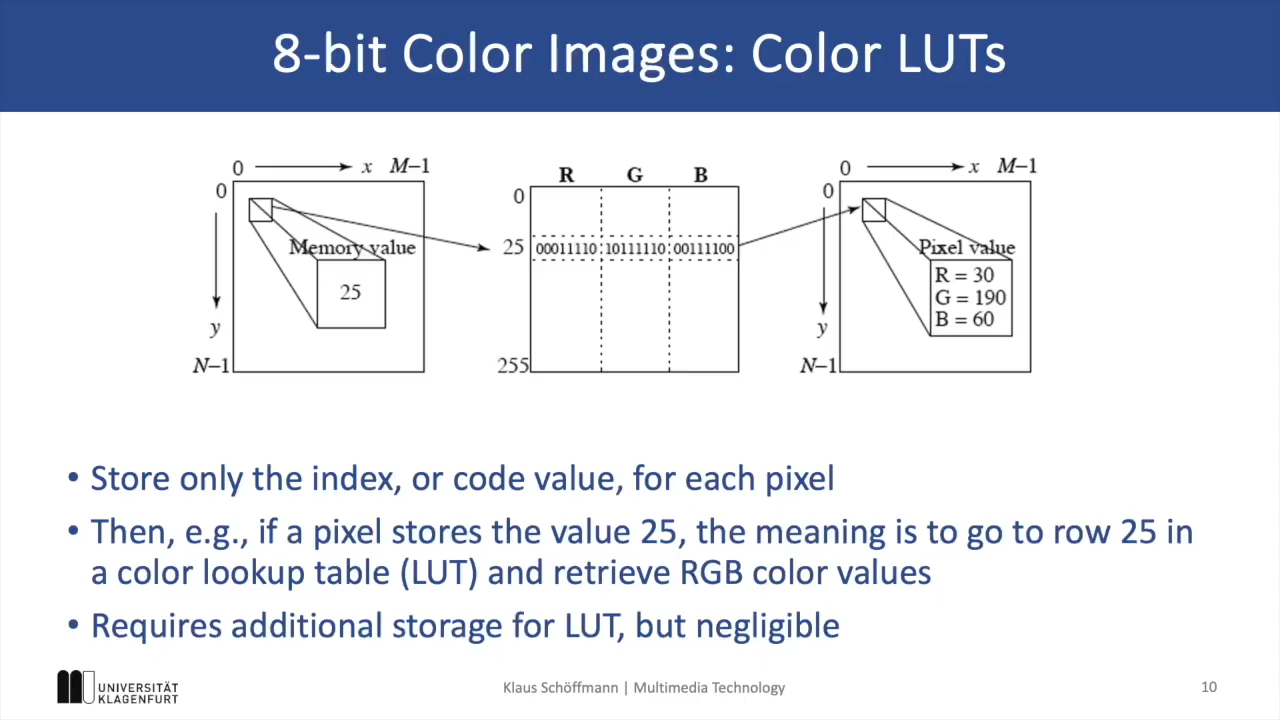 8-bit Color Images: Color LUTs
0 x M–1
0
Memory value
25
y
N–1
R G B
0
25 00011110 10111110 00111100
255
0 x M–1
0
Pixel value
R = 30
G = 190
B = 60
y
N–1
• Store only the index, or code value, for each pixel
• Then, e.g., if a pixel stores the value 25, the meaning is to go to row 25 in
a color lookup table (LUT) and retrieve RGB color values
• Requires additional storage for LUT, but negligible
UNIVERSITÄT
KLAGENFURT
Klaus Schöffmann | Multimedia Technology
10